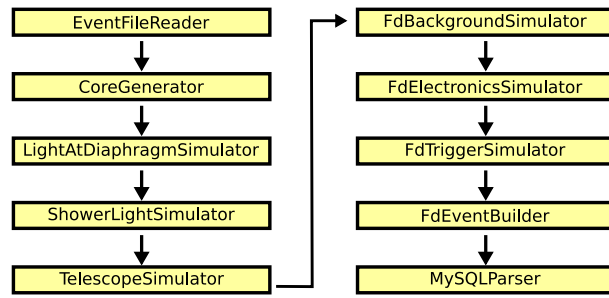 EventFileReader
CoreGenerator
LightAtDiaphragmSimulator
ShowerLightSimulator
TelescopeSimulator
FdBackgroundSimulator
FdElectronicsSimulator
FdTriggerSimulator
FdEventBuilder
MySQLParser